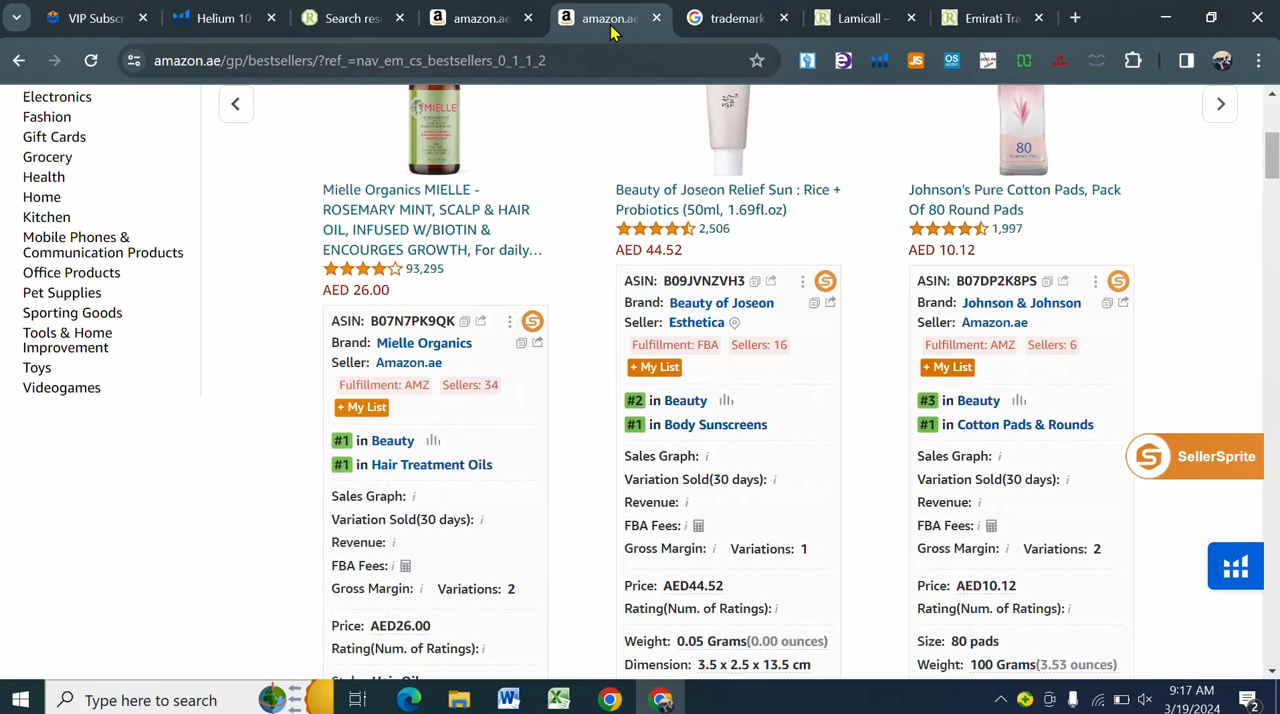 VIP Subsc
Helium 10
Search res
amazon.ae
amazon.ae
trademark
Lamicall –
Emirati Tra
amazon.ae/gp/bestsellers/?ref_=nav_em_cs_bestsellers_0_1_1_2
Electronics
Fashion
Gift Cards
Grocery
Health
Home
Kitchen
Mobile Phones &
Communication Products
Office Products
Pet Supplies
Sporting Goods
Tools & Home
Improvement
Toys
Videogames
MIELLE
Mielle Organics MIELLE -
ROSEMARY MINT, SCALP & HAIR
OIL, INFUSED W/BIOTIN &
ENCOURGES GROWTH, For daily…
93,295
AED 26.00
ASIN: B07N7PK9QK
Brand: Mielle Organics
Seller: Amazon.ae
Fulfillment: AMZ Sellers: 34
+ My List
#1 in Beauty
#1 in Hair Treatment Oils
Sales Graph: i
Variation Sold(30 days): i
Revenue: i
FBA Fees: i
Gross Margin: i Variations: 2
Price: AED26.00
Rating(Num. of Ratings): i
Beauty of Joseon Relief Sun : Rice +
Probiotics (50ml, 1.69fl.oz)
2,506
AED 44.52
ASIN: B09JVNZVH3
Brand: Beauty of Joseon
Seller: Esthetica
Fulfillment: FBA Sellers: 16
+ My List
#2 in Beauty
#1 in Body Sunscreens
Sales Graph: i
Variation Sold(30 days): i
Revenue: i
FBA Fees: i
Gross Margin: i Variations: 1
Price: AED44.52
Rating(Num. of Ratings): i
Weight: 0.05 Grams(0.00 ounces)
Dimension: 3.5 x 2.5 x 13.5 cm
80
Johnson's Pure Cotton Pads, Pack
Of 80 Round Pads
1,997
AED 10.12
ASIN: B07DP2K8PS
Brand: Johnson & Johnson
Seller: Amazon.ae
Fulfillment: AMZ Sellers: 6
+ My List
#3 in Beauty
#1 in Cotton Pads & Rounds
Sales Graph: i
Variation Sold(30 days): i
Revenue: i
FBA Fees: i
Gross Margin: i Variations: 2
Price: AED10.12
Rating(Num. of Ratings): i
Size: 80 pads
Weight: 100 Grams(3.53 ounces)
SellerSprite
Type here to search
9:17 AM
3/19/2024
2